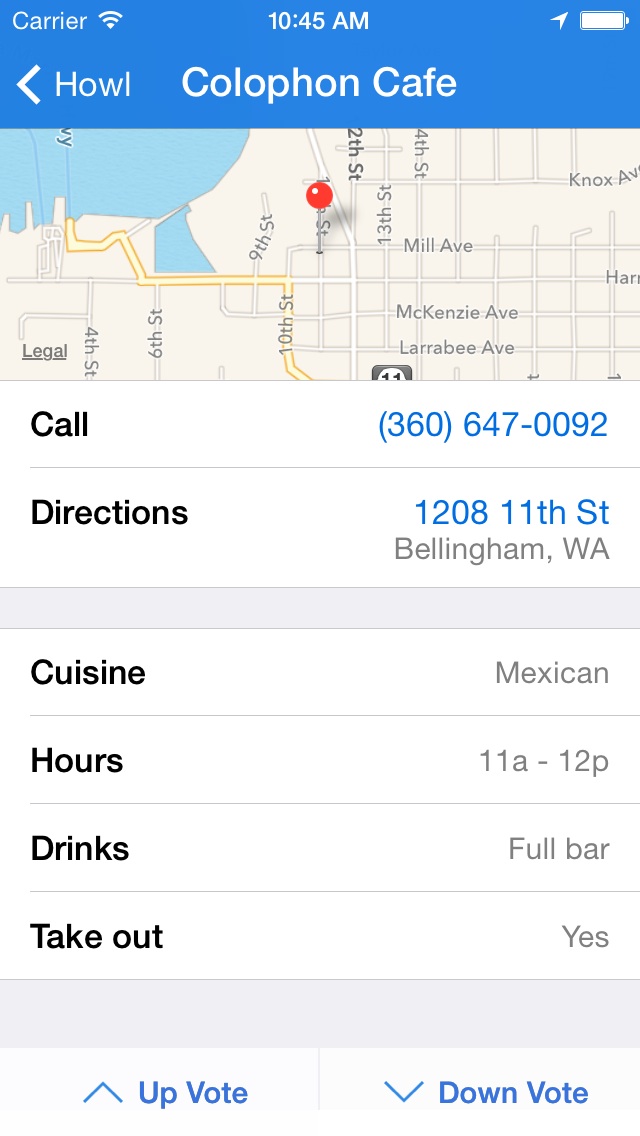 Carrier 10:45 AM
Howl Colophon Cafe
2th St
4th St
Knox Av
13th St
9th St
Mill Ave
Harr
McKenzie Ave
10th St
6th St
Larrabee Ave
4th St
Legal
11
Call (360) 647-0092
Directions 1208 11th St
Bellingham, WA
Cuisine Mexican
Hours 11a - 12p
Drinks Full bar
Take out Yes
Up Vote Down Vote